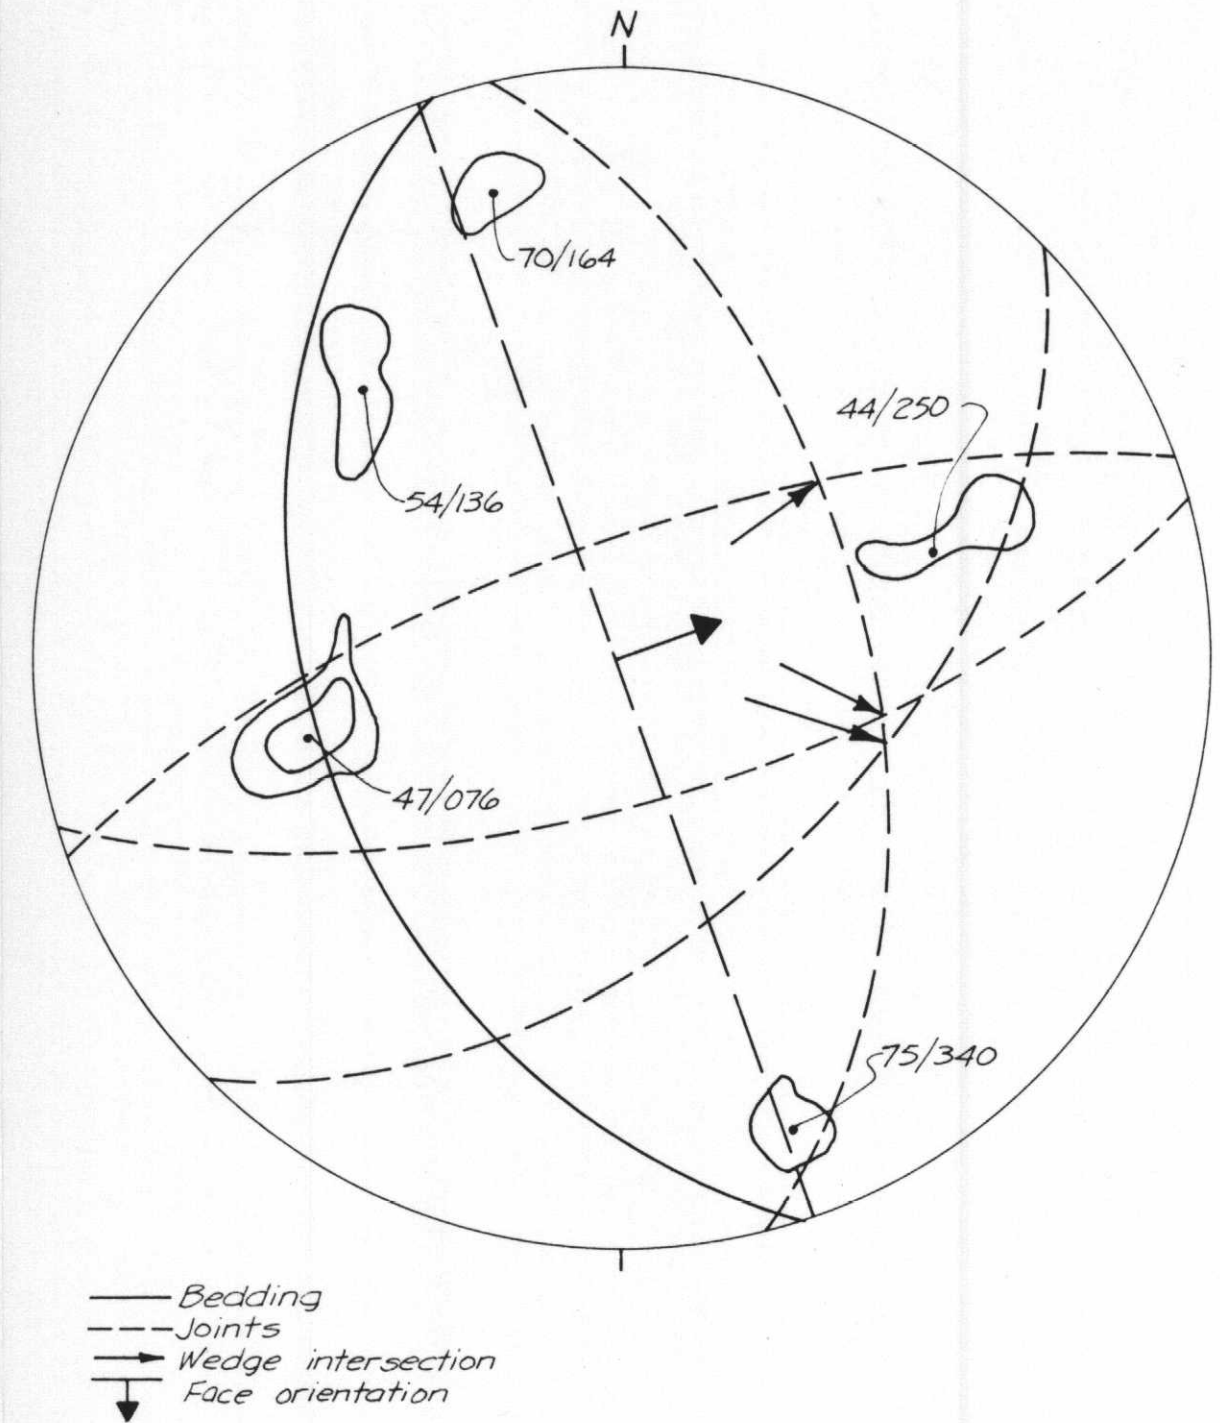 N
70/164
44/250
54/136
47/076
75/340
Bedding
Joints
Wedge intersection
Face orientation